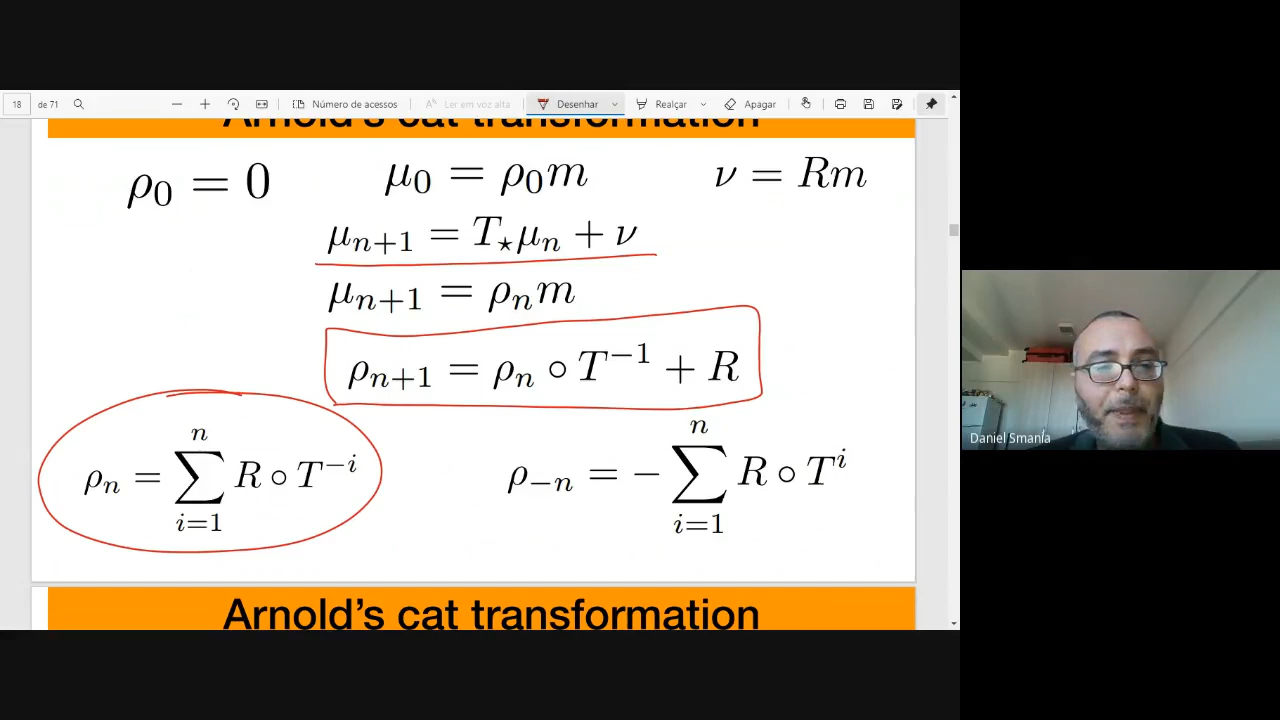 18 de 71 Número de acessos Ler em voz alta Desenhar Realçar Apagar
Arnold's cat transformation
ρ₀ = 0 μ₀ = ρ₀m ν = Rm
μₙ₊₁ = T⋆μₙ + ν
μₙ₊₁ = ρₙm
ρₙ₊₁ = ρₙ ∘ T⁻¹ + R
ρₙ = ∑ᵢ₌₁ⁿ R ∘ T⁻ⁱ ρ₋ₙ = − ∑ᵢ₌₁ⁿ R ∘ Tⁱ
Daniel Smania
Arnold's cat transformation